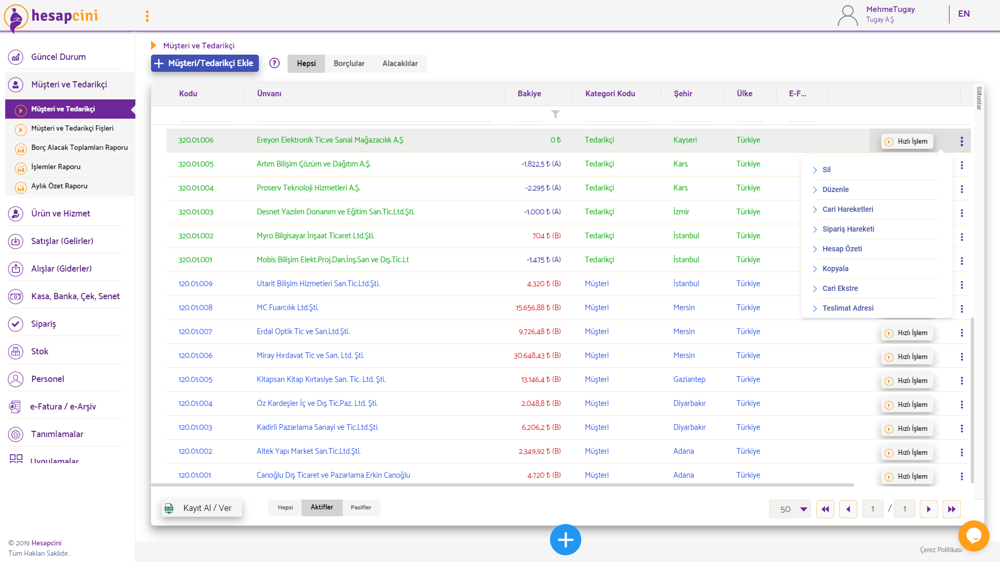 hesapcini
MehmeTugay
Tugay A.Ş
EN
Güncel Durum
Müşteri ve Tedarikçi
Müşteri ve Tedarikçi
Müşteri ve Tedarikçi Fişleri
Borç Alacak Toplamları Raporu
İşlemler Raporu
Aylık Özet Raporu
Ürün ve Hizmet
Satışlar (Gelirler)
Alışlar (Giderler)
Kasa, Banka, Çek, Senet
Sipariş
Stok
Personel
e-Fatura / e-Arşiv
Tanımlamalar
Uygulamalar
© 2019 Hesapcini
Tüm Hakları Saklıdır.
Müşteri ve Tedarikçi
Müşteri/Tedarikçi Ekle
?
Hepsi Borçlular Alacaklılar
Kodu Ünvanı Bakiye Kategori Kodu Şehir Ülke E-F...
Sütunlar
320.01.006 Ereyon Elektronik Tic.ve Sanal Mağazacılık A.Ş 0 ₺ Tedarikçi Kayseri Türkiye Hızlı İşlem
320.01.005 Artım Bilişim Çözüm ve Dağıtım A.Ş. -1.822,5 ₺ (A) Tedarikçi Kars Türkiye
320.01.004 Proserv Teknoloji Hizmetleri A.Ş. -2.295 ₺ (A) Tedarikçi Kars Türkiye
320.01.003 Desnet Yazılım Donanım ve Eğitim San.Tic.Ltd.Şti. -1.000 ₺ (A) Tedarikçi İzmir Türkiye
320.01.002 Myro Bilgisayar İnşaat Ticaret Ltd.Şti. 704 ₺ (B) Tedarikçi İstanbul Türkiye
320.01.001 Mobis Bilişim Elekt.Proj.Dan.İnş.San ve Dış.Tic.Lt -1.475 ₺ (A) Tedarikçi İstanbul Türkiye
120.01.009 Utarit Bilişim Hizmetleri San.Tic.Ltd.Şti. 4.320 ₺ (B) Müşteri İstanbul Türkiye
120.01.008 MC Fuarcılık Ltd.Şti. 15.656,88 ₺ (B) Müşteri Mersin Türkiye
120.01.007 Erdal Optik Tic ve San.Ltd.Şti. 9.726,48 ₺ (B) Müşteri Mersin Türkiye Hızlı İşlem
120.01.006 Miray Hırdavat Tic ve San. Ltd. Şti. 30.648,43 ₺ (B) Müşteri Mersin Türkiye Hızlı İşlem
120.01.005 Kitapsan Kitap Kırtasiye San. Tic. Ltd. Şti. 13.146,4 ₺ (B) Müşteri Gaziantep Türkiye Hızlı İşlem
120.01.004 Öz Kardeşler İç ve Dış Tic.Paz. Ltd. Şti. 2.048,8 ₺ (B) Müşteri Diyarbakır Türkiye Hızlı İşlem
120.01.003 Kadirli Pazarlama Sanayi ve Tic.Ltd.Şti. 6.206,2 ₺ (B) Müşteri Diyarbakır Türkiye Hızlı İşlem
120.01.002 Altek Yapı Market San.Tic.Ltd.Şti. 2.349,92 ₺ (B) Müşteri Adana Türkiye Hızlı İşlem
120.01.001 Canoğlu Dış Ticaret ve Pazarlama Erkin Canoğlu 4.720 ₺ (B) Müşteri Adana Türkiye Hızlı İşlem
Sil
Düzenle
Cari Hareketleri
Sipariş Hareketi
Hesap Özeti
Kopyala
Cari Ekstre
Teslimat Adresi
XLSX Kayıt Al / Ver
Hepsi Aktifler Pasifler
50 1 / 1
Çerez Politikası